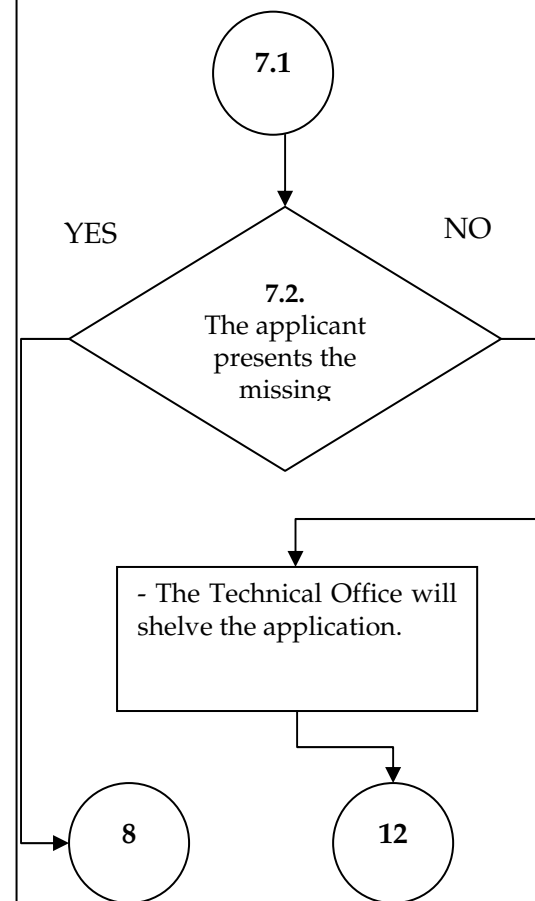 7.1
YES
NO
7.2.
The applicant
presents the
missing
- The Technical Office will
shelve the application.
8
12